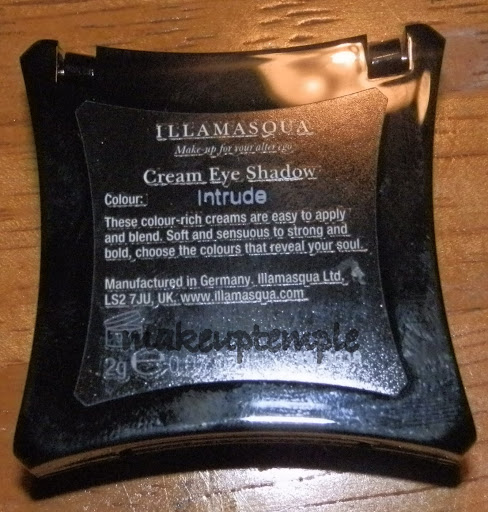 ILLAMASQUA
Make-up for your alter ego
Cream Eye Shadow
Colour: Intrude
These colour-rich creams are easy to apply
and blend. Soft and sensuous to strong and
bold, choose the colours that reveal your soul.
Manufactured in Germany. Illamasqua Ltd,
LS2 7JU, UK. www.illamasqua.com
makeuptemple
2g e